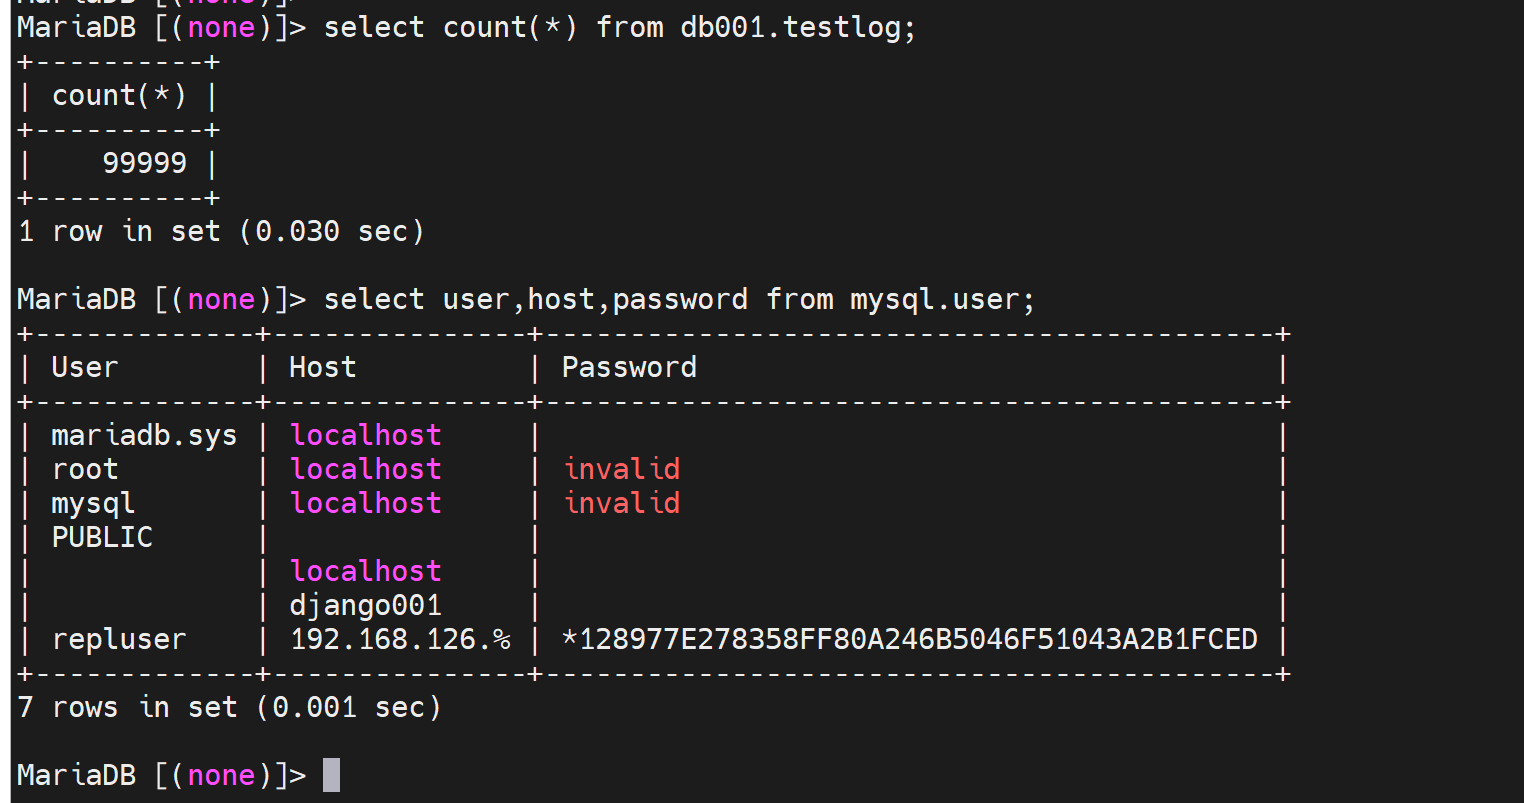 MariaDB [(none)]>
MariaDB [(none)]> select count(*) from db001.testlog;
+----------+
| count(*) |
+----------+
|    99999 |
+----------+
1 row in set (0.030 sec)

MariaDB [(none)]> select user,host,password from mysql.user;
+-------------+---------------+-------------------------------------------+
| User        | Host          | Password                                  |
+-------------+---------------+-------------------------------------------+
| mariadb.sys | localhost     |                                           |
| root        | localhost     | invalid                                   |
| mysql       | localhost     | invalid                                   |
| PUBLIC      |               |                                           |
|             | localhost     |                                           |
|             | django001     |                                           |
| repluser    | 192.168.126.% | *128977E278358FF80A246B5046F51043A2B1FCED |
+-------------+---------------+-------------------------------------------+
7 rows in set (0.001 sec)

MariaDB [(none)]>